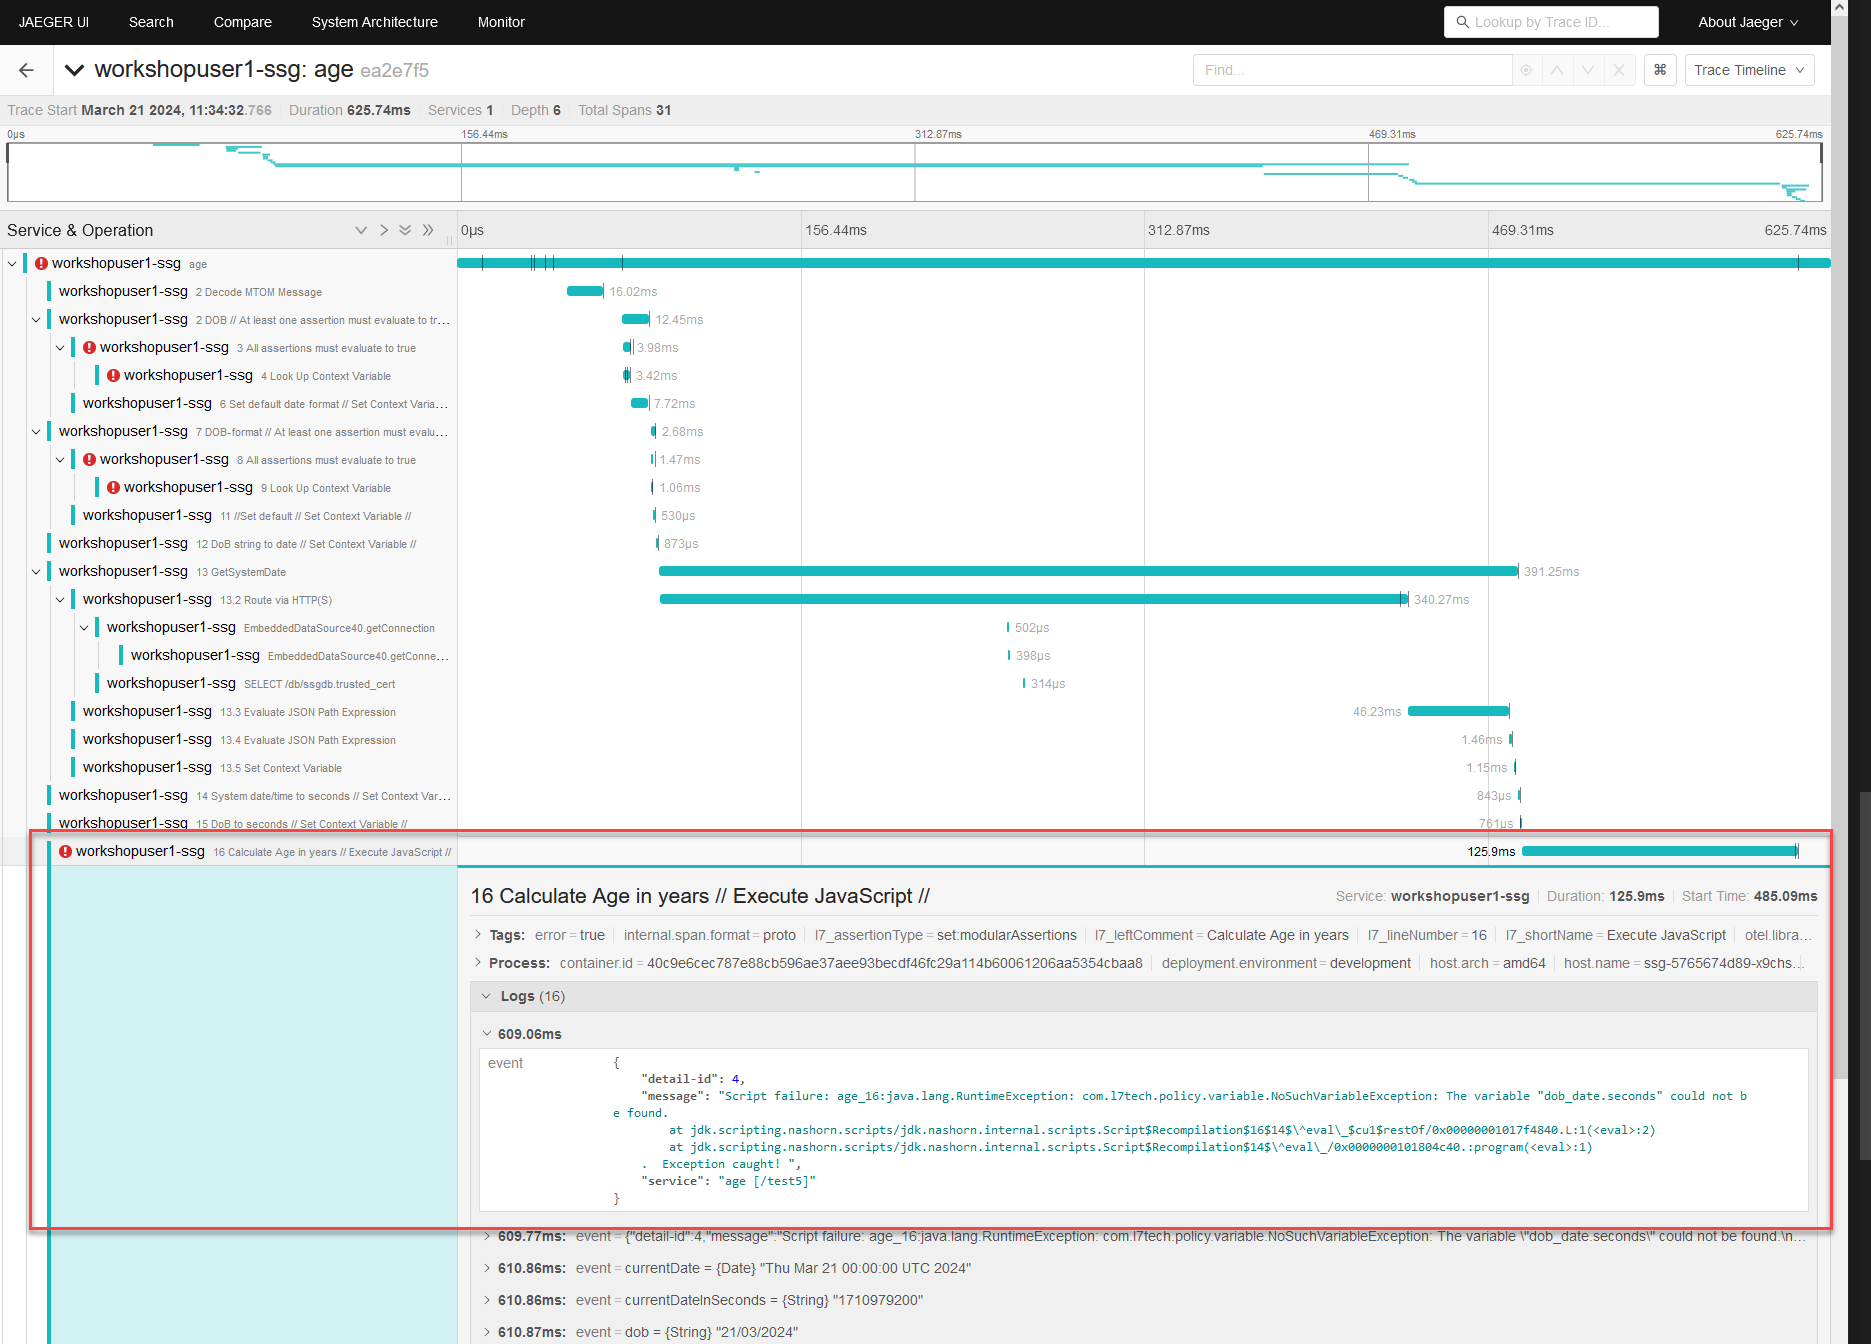 JAEGER UI Search Compare System Architecture Monitor Lookup by Trace ID... About Jaeger
workshopuser1-ssg: age ea2e7f5 Find... ⌘ Trace Timeline
Trace Start March 21 2024, 11:34:32.766 Duration 625.74ms Services 1 Depth 6 Total Spans 31
0μs 156.44ms 312.87ms 469.31ms 625.74ms
Service & Operation 0μs 156.44ms 312.87ms 469.31ms 625.74ms
workshopuser1-ssg age
workshopuser1-ssg 2 Decode MTOM Message 16.02ms
workshopuser1-ssg 2 DOB // At least one assertion must evaluate to tr... 12.45ms
workshopuser1-ssg 3 All assertions must evaluate to true 3.98ms
workshopuser1-ssg 4 Look Up Context Variable 3.42ms
workshopuser1-ssg 6 Set default date format // Set Context Varia... 7.72ms
workshopuser1-ssg 7 DOB-format // At least one assertion must evalu... 2.68ms
workshopuser1-ssg 8 All assertions must evaluate to true 1.47ms
workshopuser1-ssg 9 Look Up Context Variable 1.06ms
workshopuser1-ssg 11 //Set default // Set Context Variable // 530μs
workshopuser1-ssg 12 DoB string to date // Set Context Variable // 873μs
workshopuser1-ssg 13 GetSystemDate 391.25ms
workshopuser1-ssg 13.2 Route via HTTP(S) 340.27ms
workshopuser1-ssg EmbeddedDataSource40.getConnection 502μs
workshopuser1-ssg EmbeddedDataSource40.getConne... 398μs
workshopuser1-ssg SELECT /db/ssgdb.trusted_cert 314μs
workshopuser1-ssg 13.3 Evaluate JSON Path Expression 46.23ms
workshopuser1-ssg 13.4 Evaluate JSON Path Expression 1.46ms
workshopuser1-ssg 13.5 Set Context Variable 1.15ms
workshopuser1-ssg 14 System date/time to seconds // Set Context Var... 843μs
workshopuser1-ssg 15 DoB to seconds // Set Context Variable // 761μs
workshopuser1-ssg 16 Calculate Age in years // Execute JavaScript // 125.9ms
16 Calculate Age in years // Execute JavaScript // Service: workshopuser1-ssg Duration: 125.9ms Start Time: 485.09ms
Tags: error = true internal.span.format = proto l7_assertionType = set:modularAssertions l7_leftComment = Calculate Age in years l7_lineNumber = 16 l7_shortName = Execute JavaScript otel.libra...
Process: container.id = 40c9e6cec787e88cb596ae37aee93becdf46fc29a114b60061206aa5354cbaa8 deployment.environment = development host.arch = amd64 host.name = ssg-5765674d89-x9chs...
Logs (16)
609.06ms
event {
"detail-id": 4,
"message": "Script failure: age_16:java.lang.RuntimeException: com.l7tech.policy.variable.NoSuchVariableException: The variable "dob_date.seconds" could not b
e found.
at jdk.scripting.nashorn.scripts/jdk.nashorn.internal.scripts.Script$Recompilation$16$14$\^eval\_$cu1$restOf/0x00000001017f4840.L:1(<eval>:2)
at jdk.scripting.nashorn.scripts/jdk.nashorn.internal.scripts.Script$Recompilation$14$\^eval\_/0x0000000101804c40.:program(<eval>:1)
. Exception caught! ",
"service": "age [/test5]"
}
609.77ms: event = {"detail-id":4,"message":"Script failure: age_16:java.lang.RuntimeException: com.l7tech.policy.variable.NoSuchVariableException: The variable \"dob_date.seconds\" could not be found.\n...
610.86ms: event = currentDate = {Date} "Thu Mar 21 00:00:00 UTC 2024"
610.86ms: event = currentDateInSeconds = {String} "1710979200"
610.87ms: event = dob = {String} "21/03/2024"